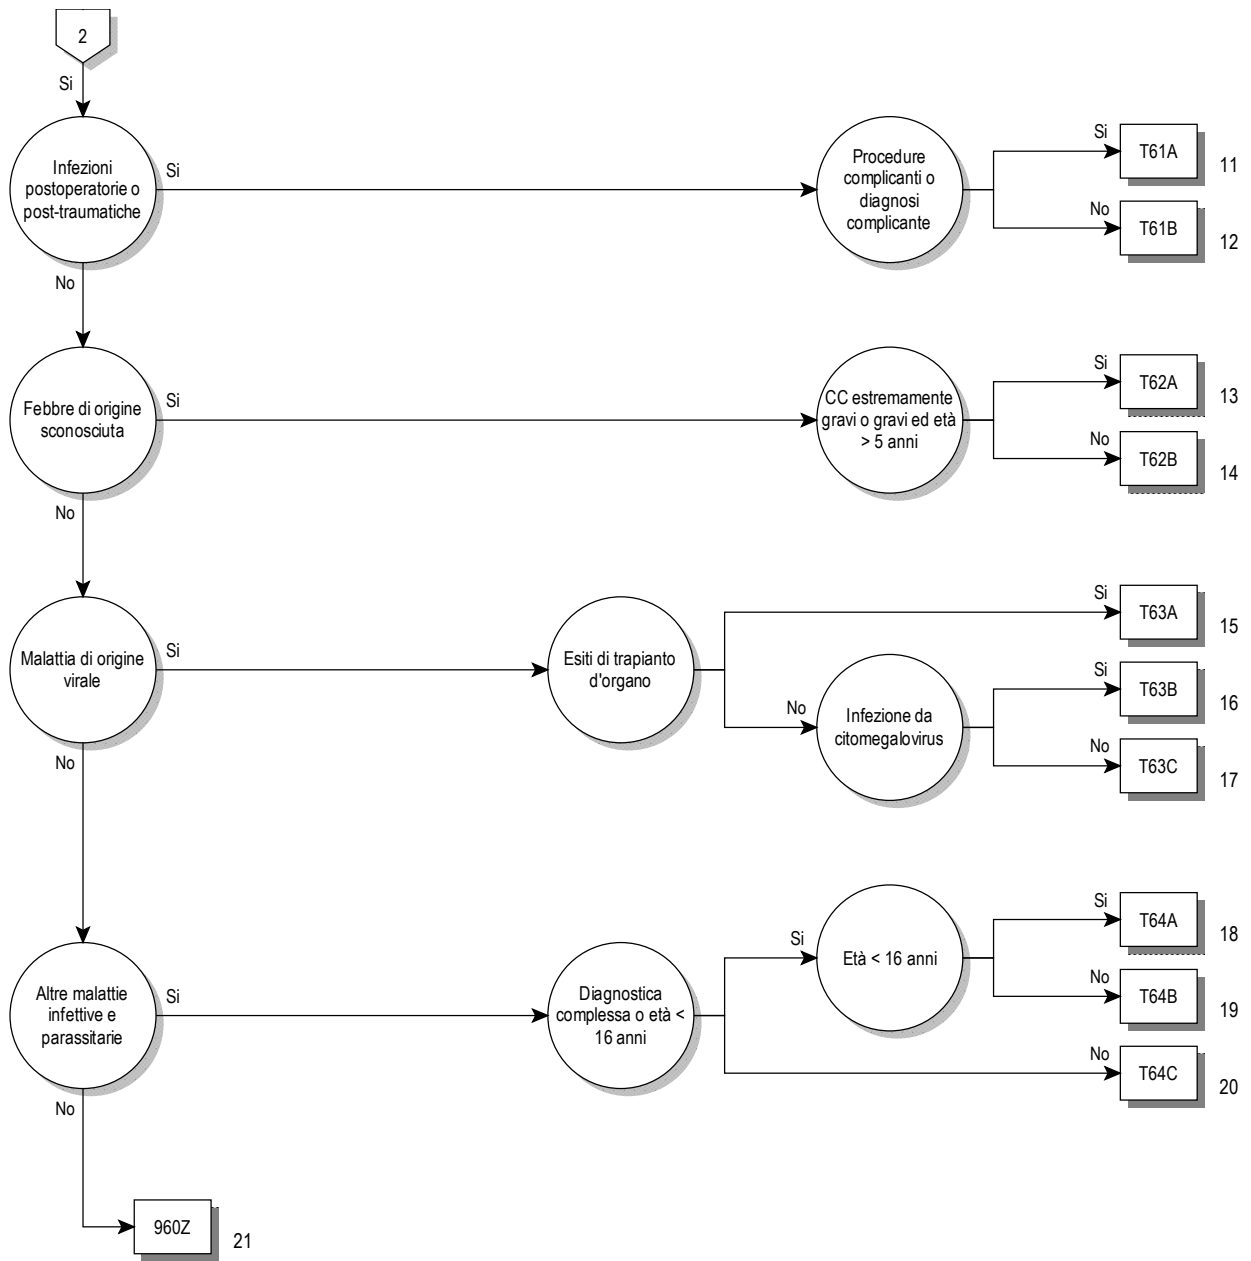 2
Si
Infezioni
postoperatorie o
post-traumatiche
Si
Procedure
complicanti o
diagnosi
complicante
Si
T61A
11
No
T61B
12
No
Febbre di origine
sconosciuta
Si
CC estremamente
gravi o gravi ed età
> 5 anni
Si
T62A
13
No
T62B
14
No
Malattia di origine
virale
Si
Esiti di trapianto
d'organo
Si
T63A
15
No
Infezione da
citomegalovirus
Si
T63B
16
No
T63C
17
No
Altre malattie
infettive e
parassitarie
Si
Diagnostica
complessa o età <
16 anni
Si
Età < 16 anni
Si
T64A
18
No
T64B
19
No
T64C
20
No
960Z
21